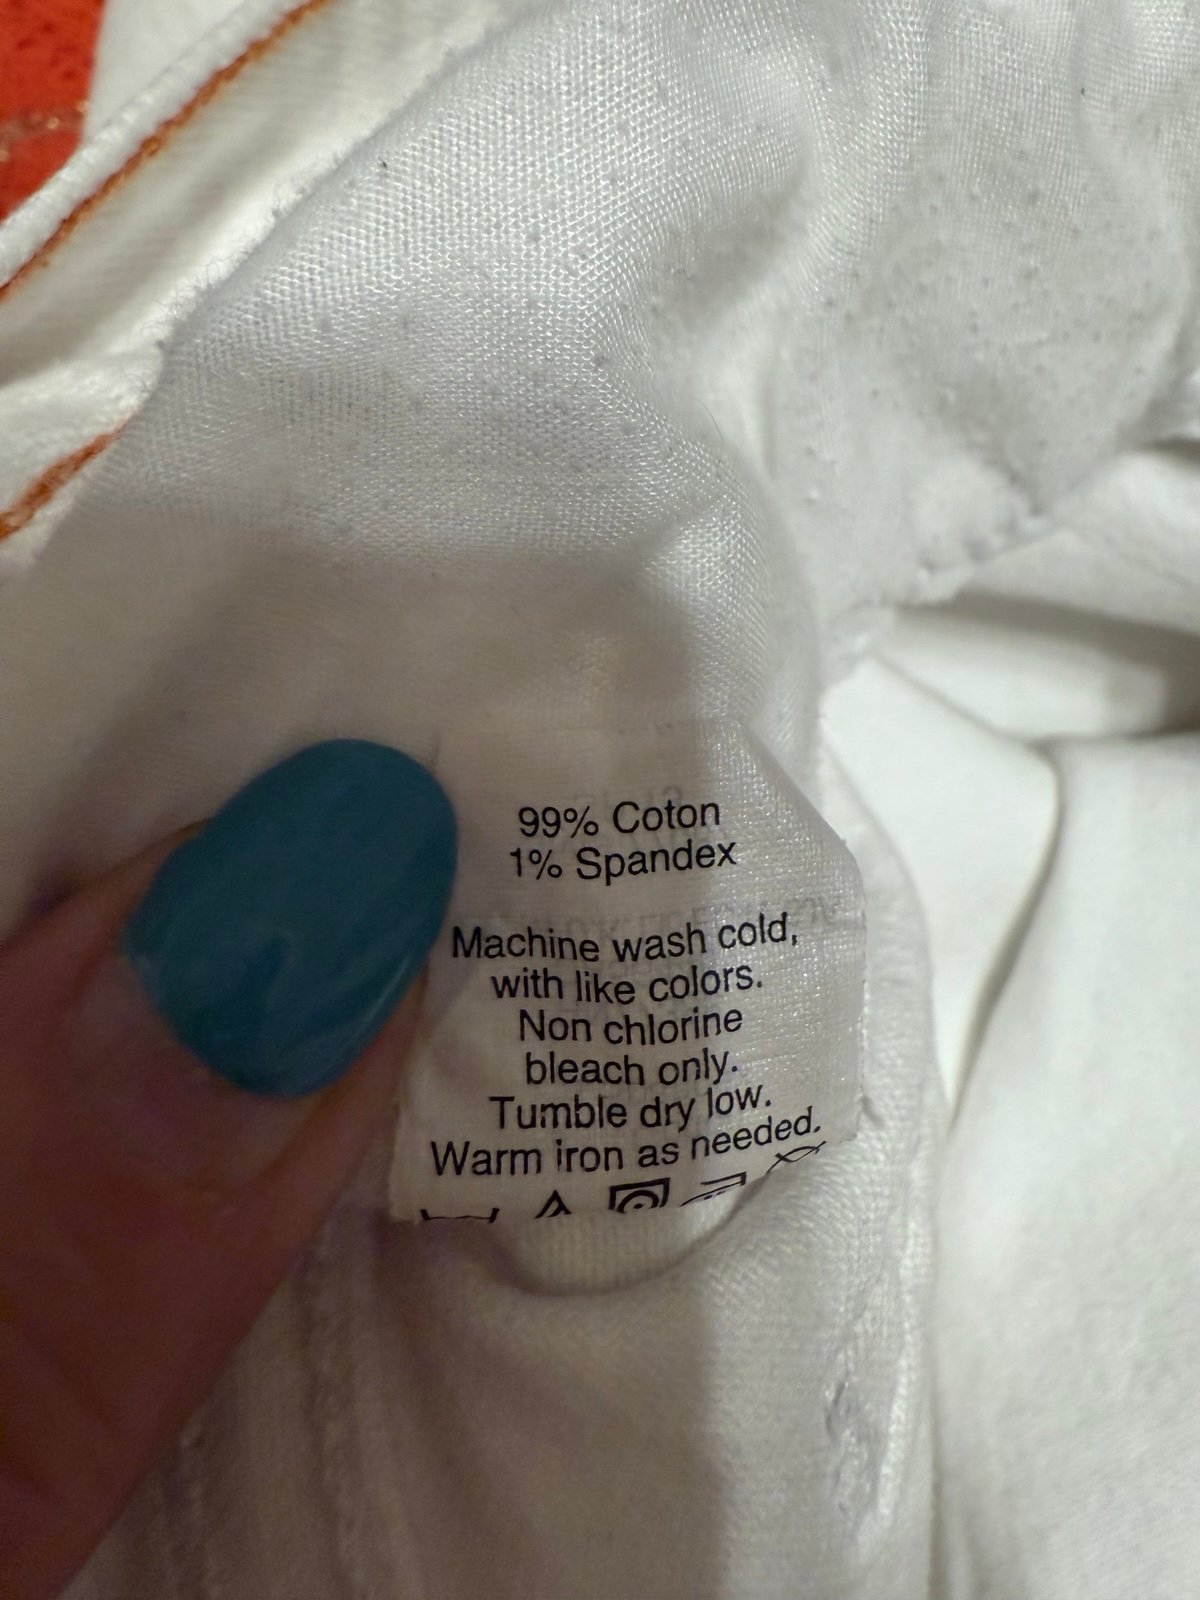 99% Coton
1% Spandex
Machine wash cold,
with like colors.
Non chlorine
bleach only.
Tumble dry low.
Warm iron as needed.